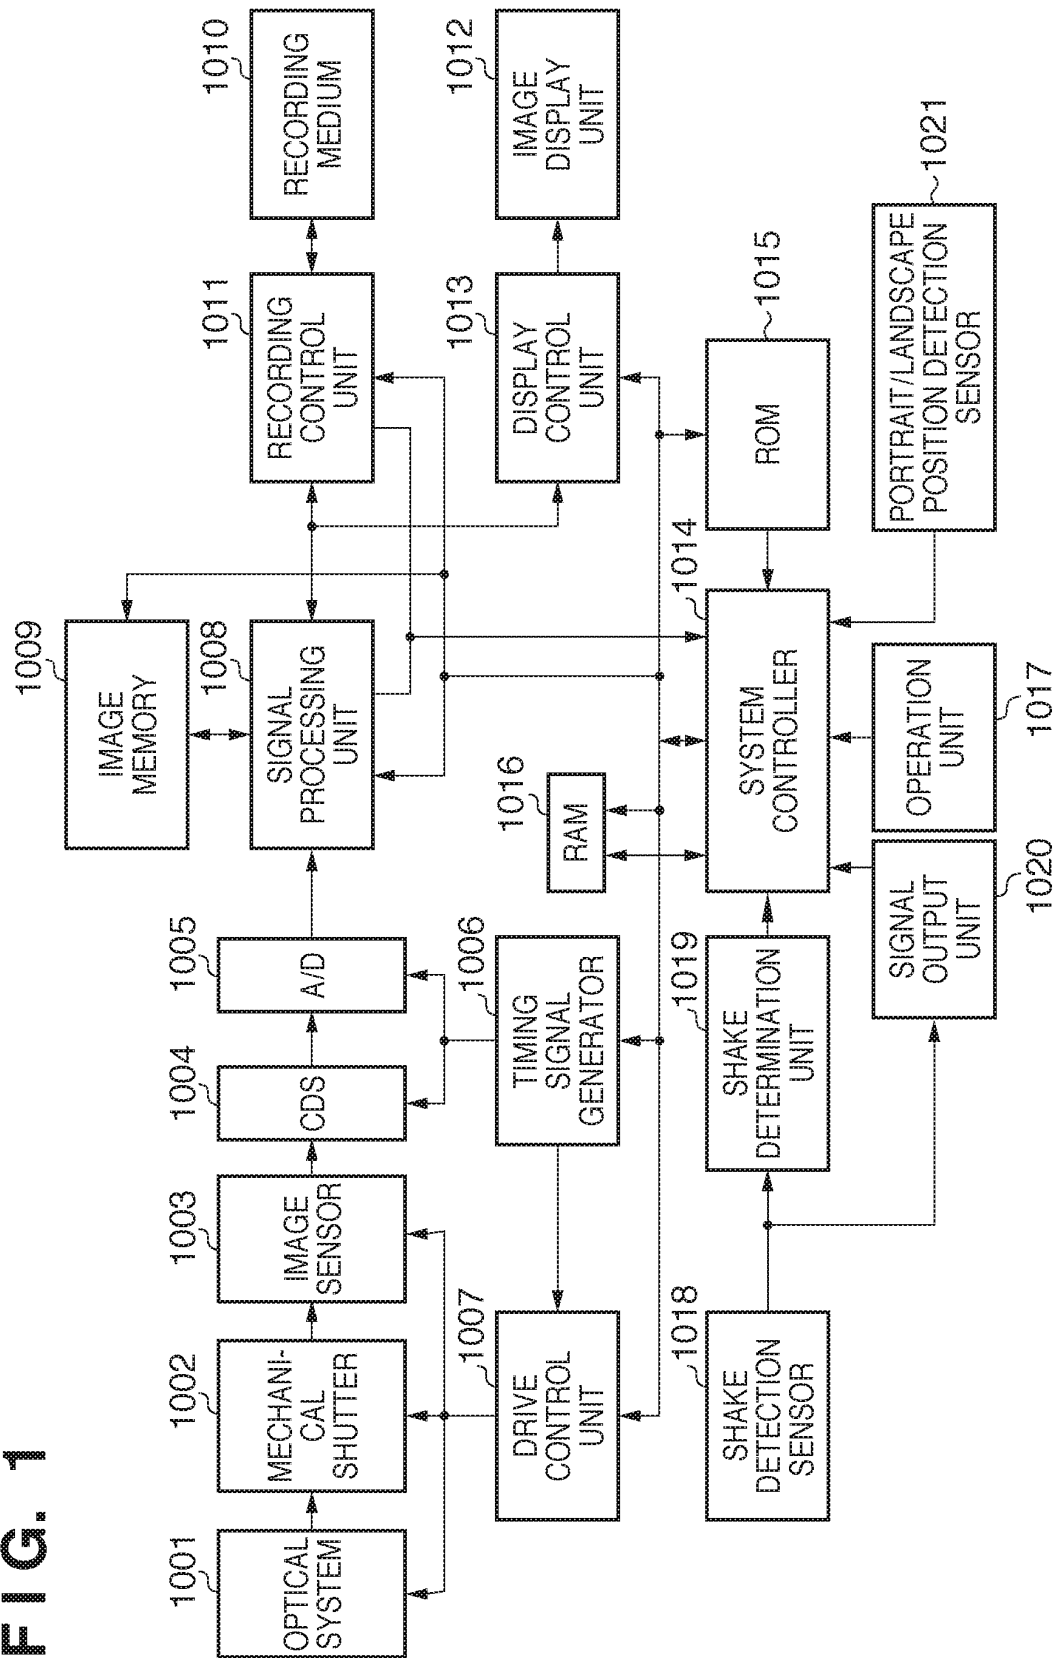 FIG. 1
1001
OPTICAL
SYSTEM
1002
MECHANI-
CAL
SHUTTER
1003
IMAGE
SENSOR
1004
CDS
1005
A/D
1009
IMAGE
MEMORY
1008
SIGNAL
PROCESSING
UNIT
1011
RECORDING
CONTROL
UNIT
1010
RECORDING
MEDIUM
1007
DRIVE
CONTROL
UNIT
1006
TIMING
SIGNAL
GENERATOR
1016
RAM
1013
DISPLAY
CONTROL
UNIT
1012
IMAGE
DISPLAY
UNIT
1018
SHAKE
DETECTION
SENSOR
1019
SHAKE
DETERMINATION
UNIT
1014
SYSTEM
CONTROLLER
1015
ROM
SIGNAL
OUTPUT
UNIT
1020
OPERATION
UNIT
1017
1021
PORTRAIT/LANDSCAPE
POSITION DETECTION
SENSOR